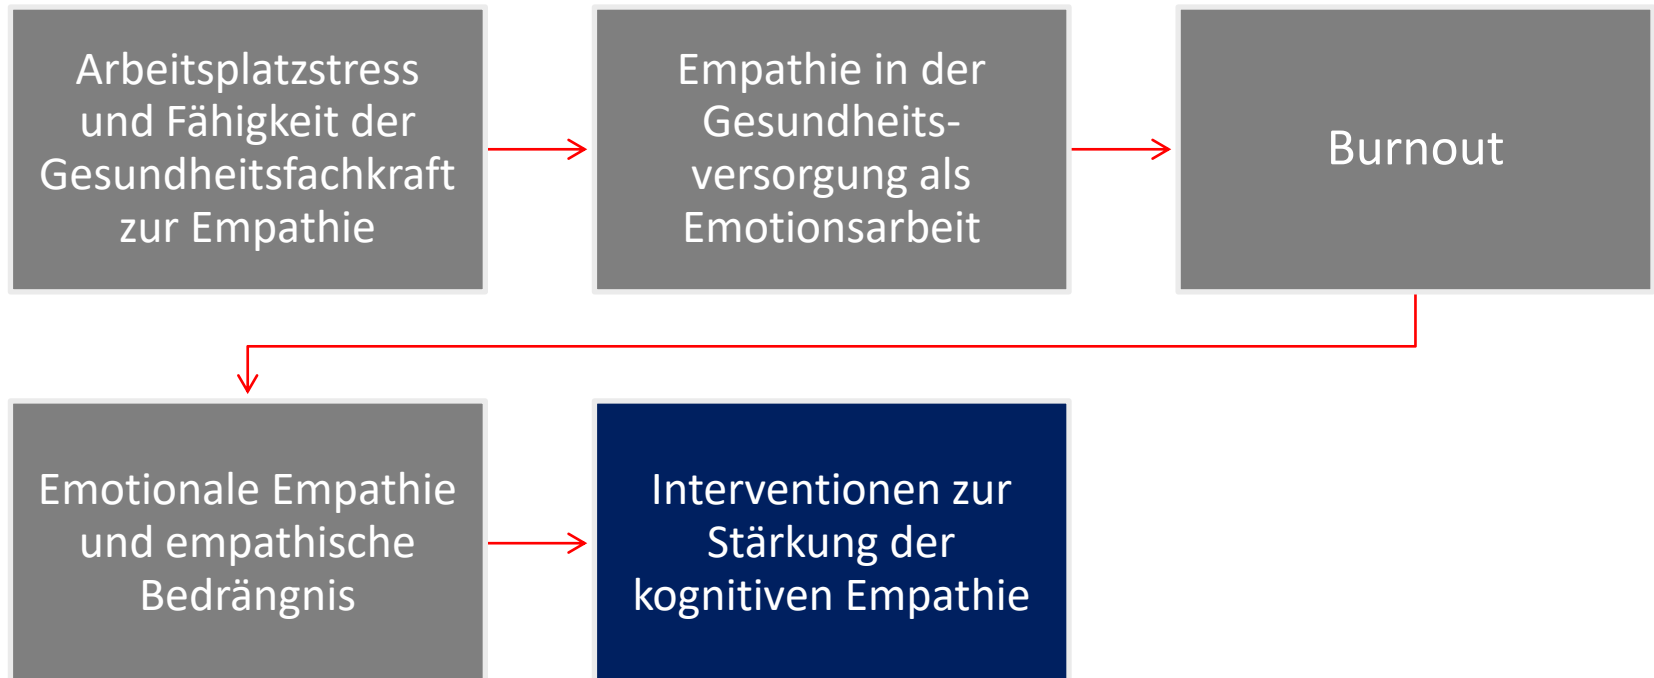 Arbeitsplatzstress
und Fähigkeit der
Gesundheitsfachkraft
zur Empathie
Empathie in der
Gesundheits-
versorgung als
Emotionsarbeit
Burnout
Emotionale Empathie
und empathische
Bedrängnis
Interventionen zur
Stärkung der
kognitiven Empathie